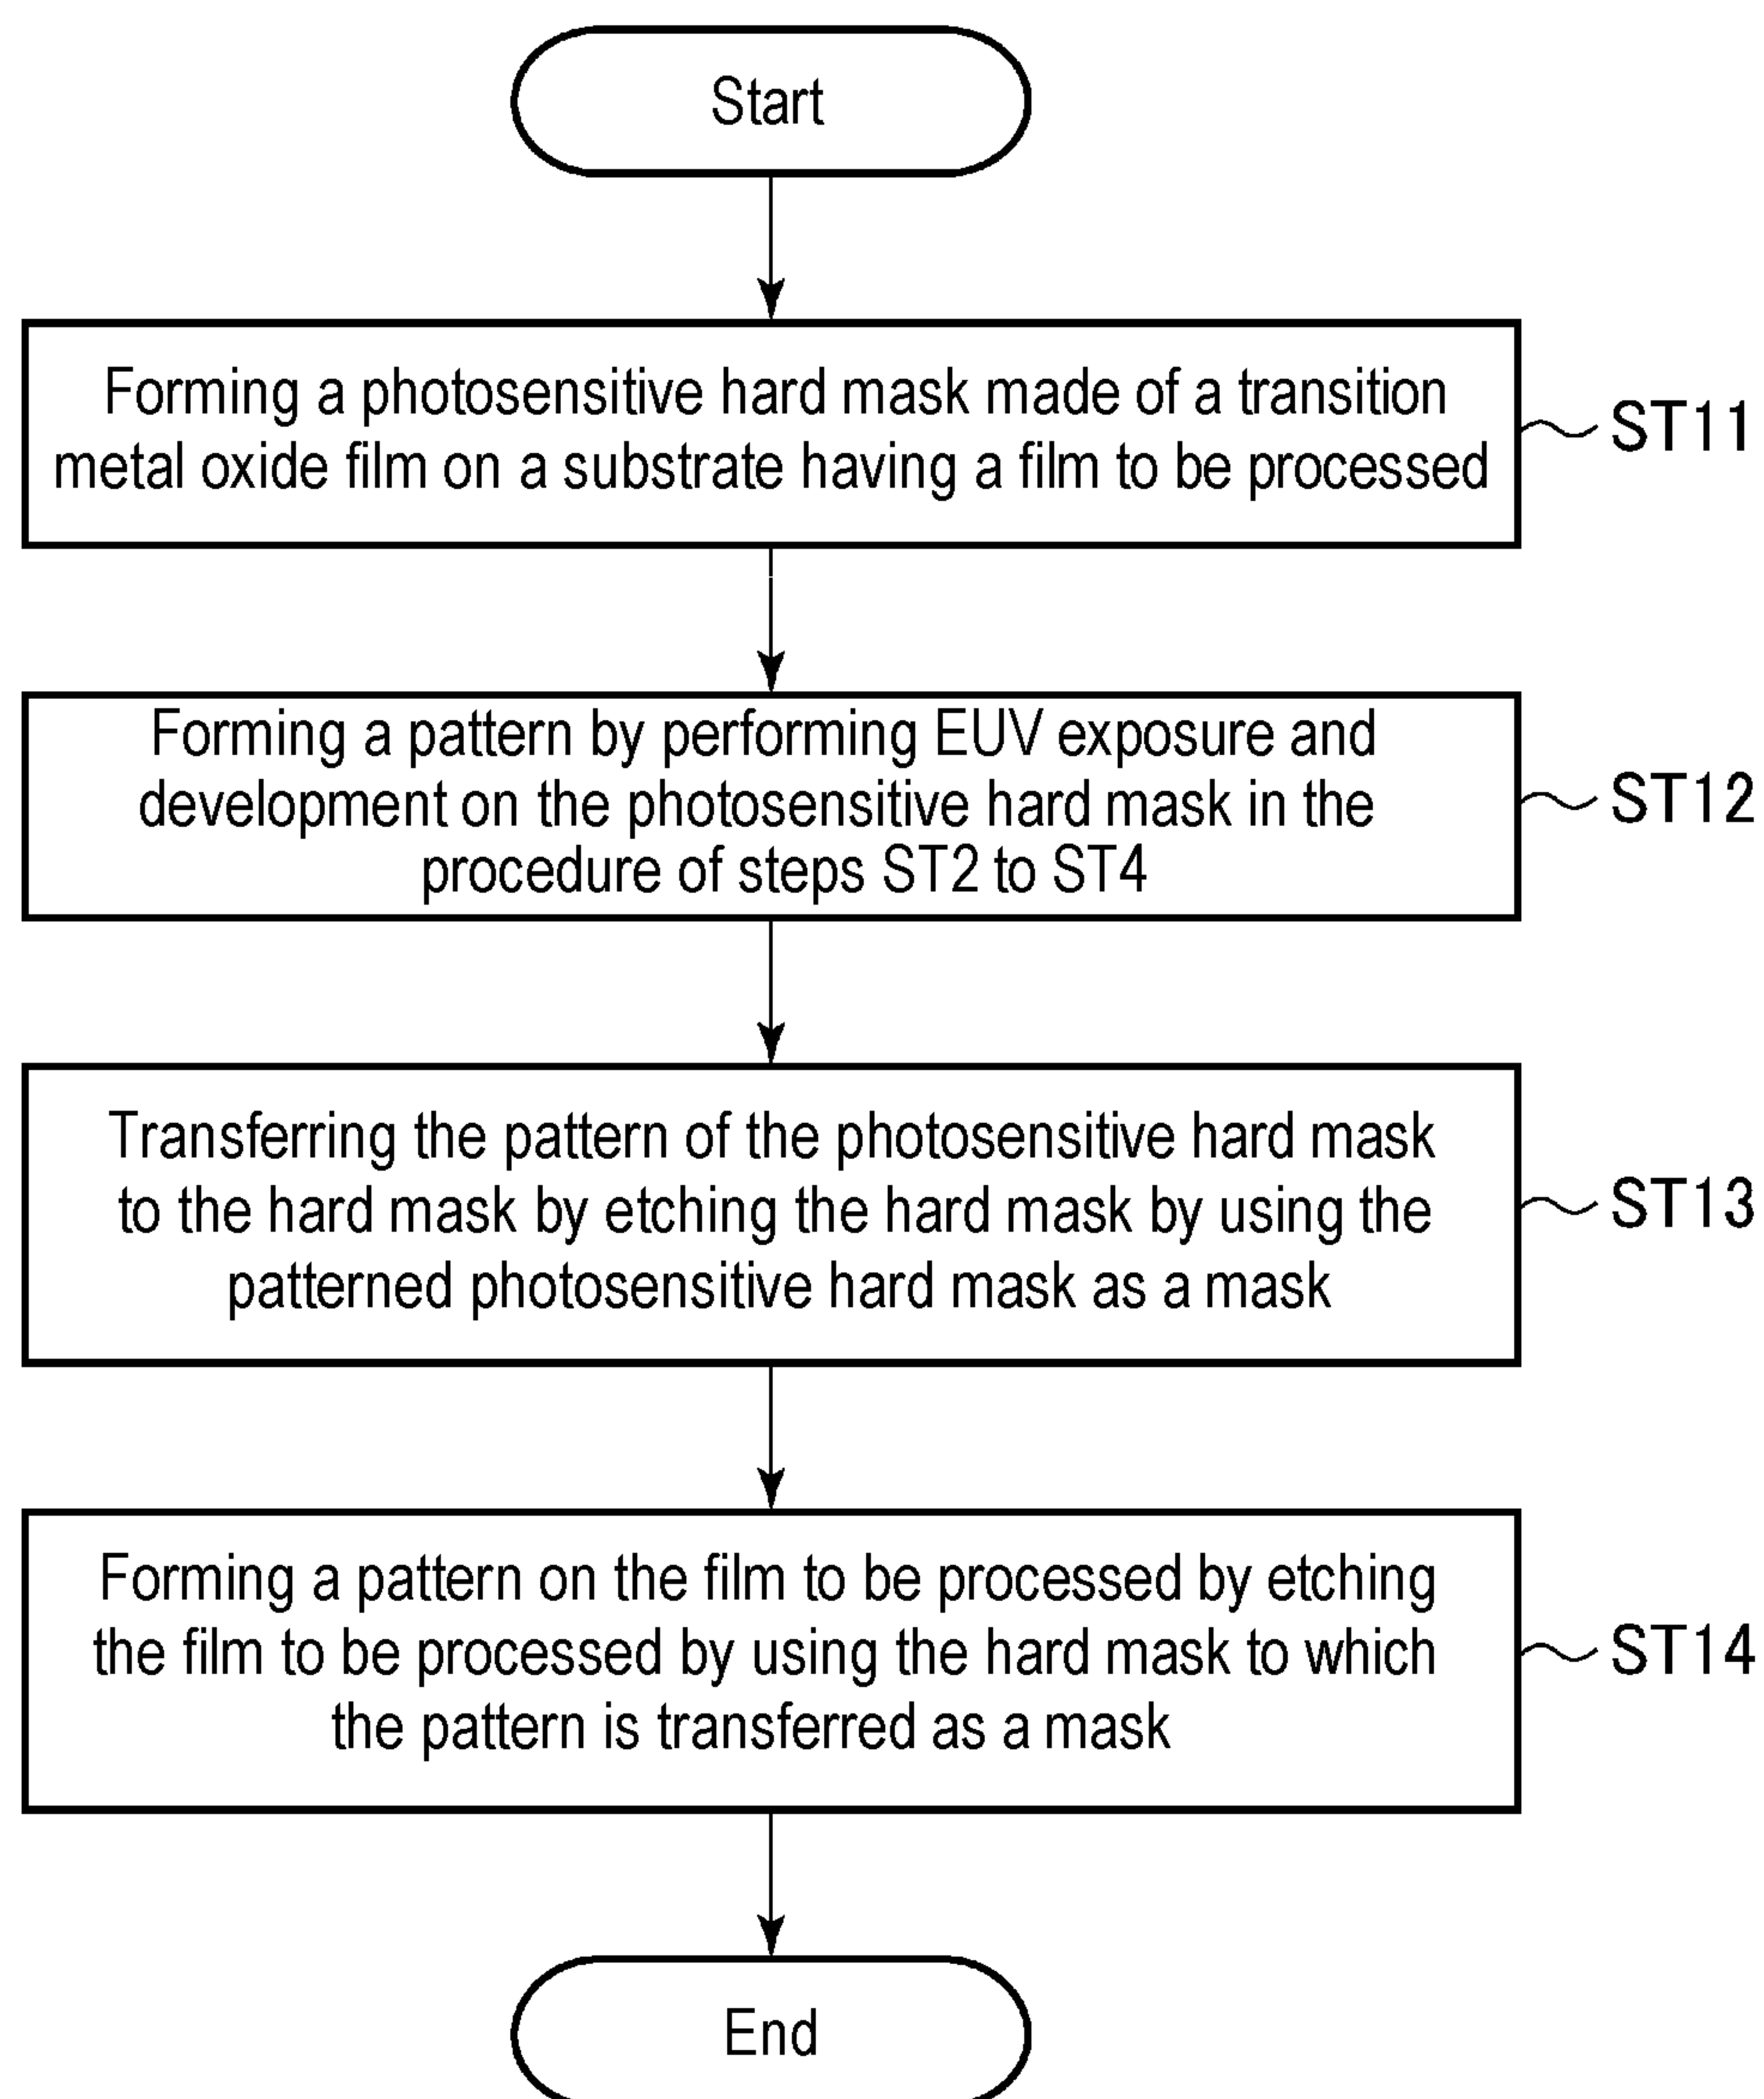 Start
Forming a photosensitive hard mask made of a transition
metal oxide film on a substrate having a film to be processed
ST11
Forming a pattern by performing EUV exposure and
development on the photosensitive hard mask in the
procedure of steps ST2 to ST4
ST12
Transferring the pattern of the photosensitive hard mask
to the hard mask by etching the hard mask by using the
patterned photosensitive hard mask as a mask
ST13
Forming a pattern on the film to be processed by etching
the film to be processed by using the hard mask to which
the pattern is transferred as a mask
ST14
End